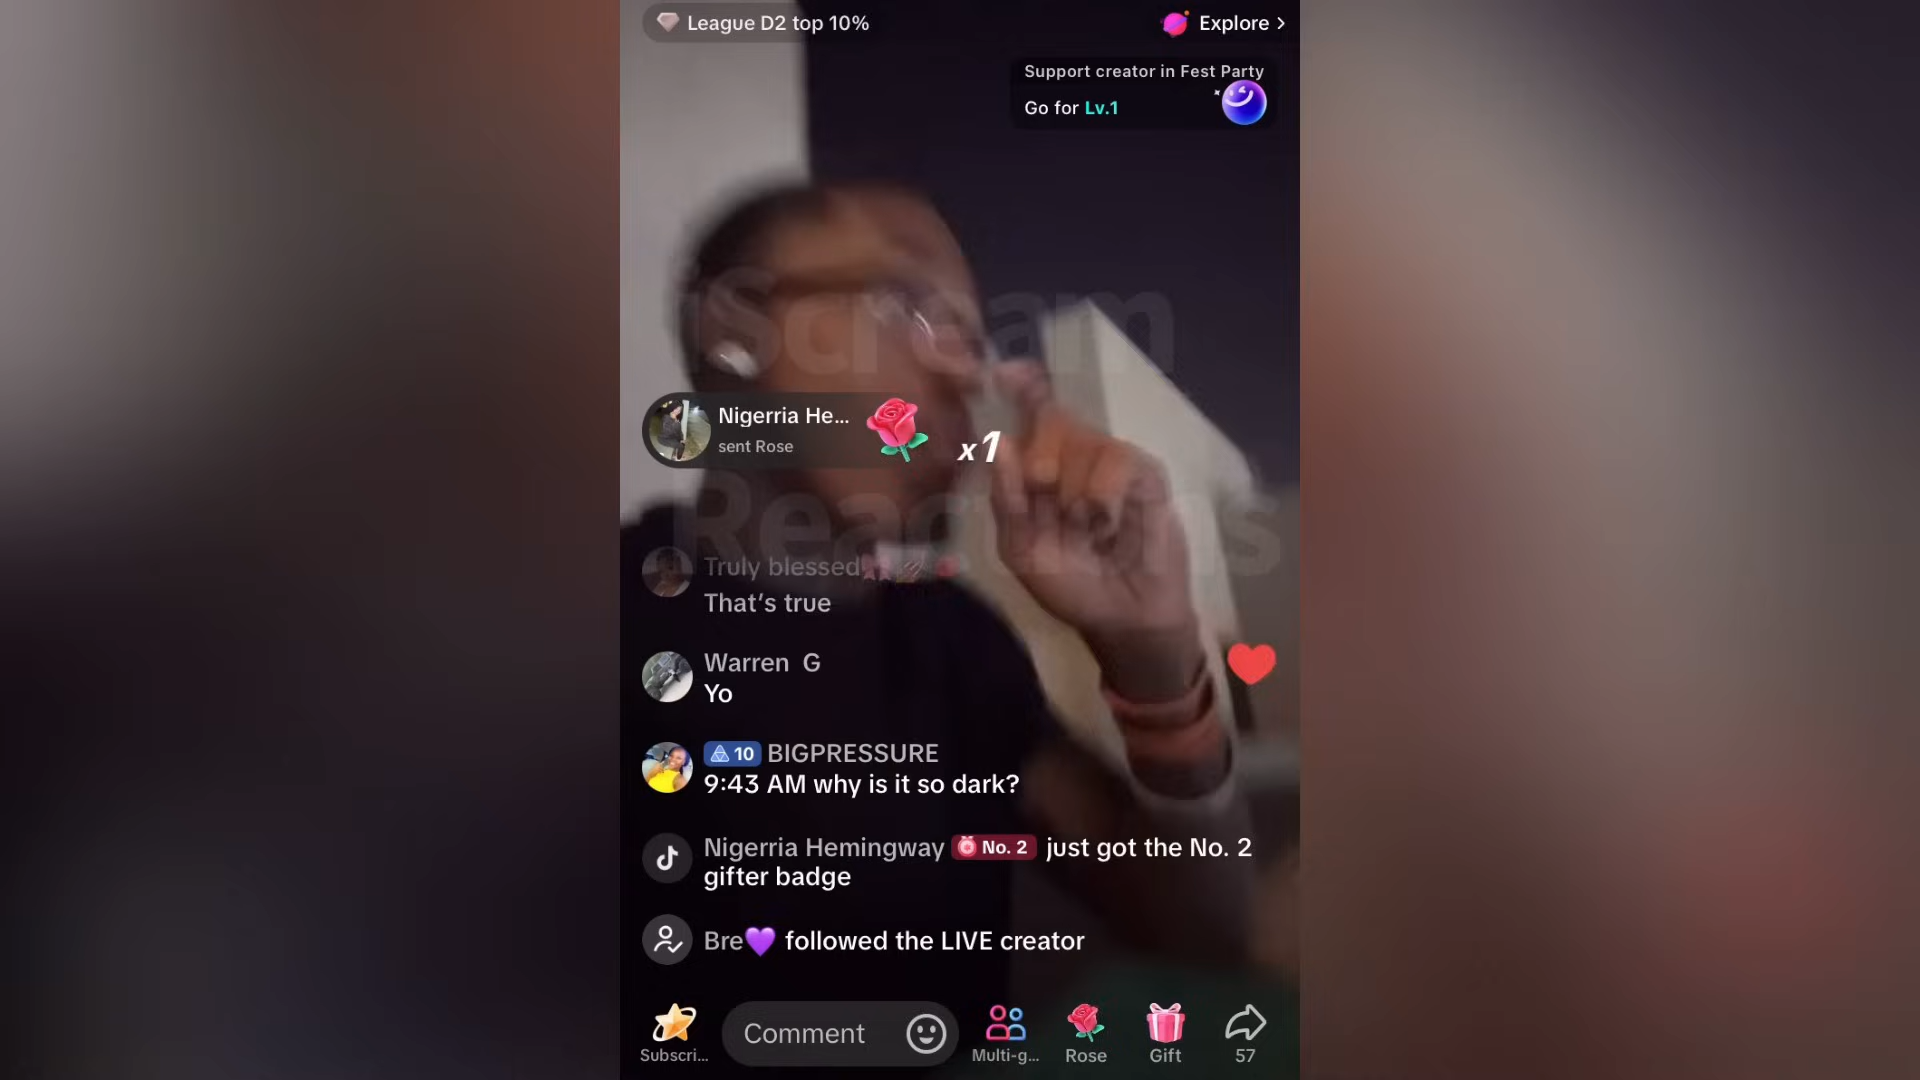 League D2 top 10%
Explore >
Support creator in Fest Party
Go for Lv.1
iScream
Nigerria He...
sent Rose
x1
Reactions
Truly blessed
That's true
Warren G
Yo
10 BIGPRESSURE
9:43 AM why is it so dark?
Nigerria Hemingway No. 2 just got the No. 2
gifter badge
Bre💜 followed the LIVE creator
Subscri...
Comment
Multi-g...
Rose
Gift
57